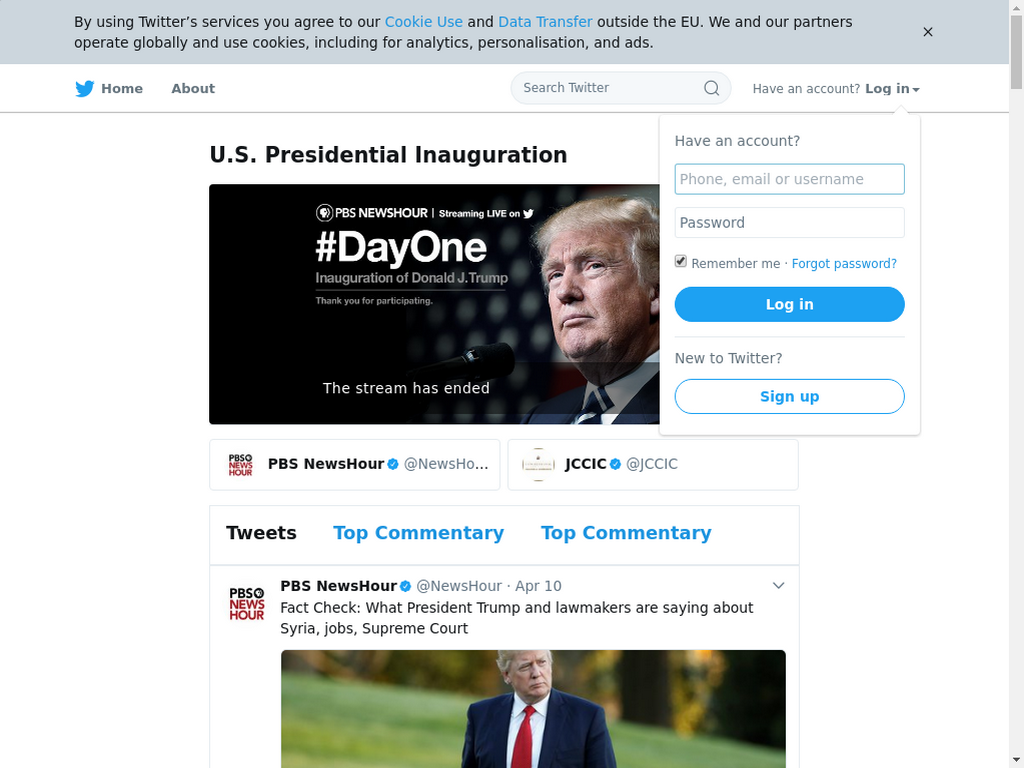 By using Twitter’s services you agree to our Cookie Use and Data Transfer outside the EU. We and our partners
operate globally and use cookies, including for analytics, personalisation, and ads.
Home
About
Search Twitter
Have an account? Log in
Have an account?
Phone, email or username
Password
Remember me · Forgot password?
Log in
New to Twitter?
Sign up
U.S. Presidential Inauguration
PBS NEWSHOUR | Streaming LIVE on
#DayOne
Inauguration of Donald J.Trump
Thank you for participating.
The stream has ended
PBS NEWS HOUR
PBS NewsHour @NewsHo...
JCCIC @JCCIC
Tweets Top Commentary Top Commentary
PBS NEWS HOUR
PBS NewsHour @NewsHour · Apr 10
Fact Check: What President Trump and lawmakers are saying about
Syria, jobs, Supreme Court